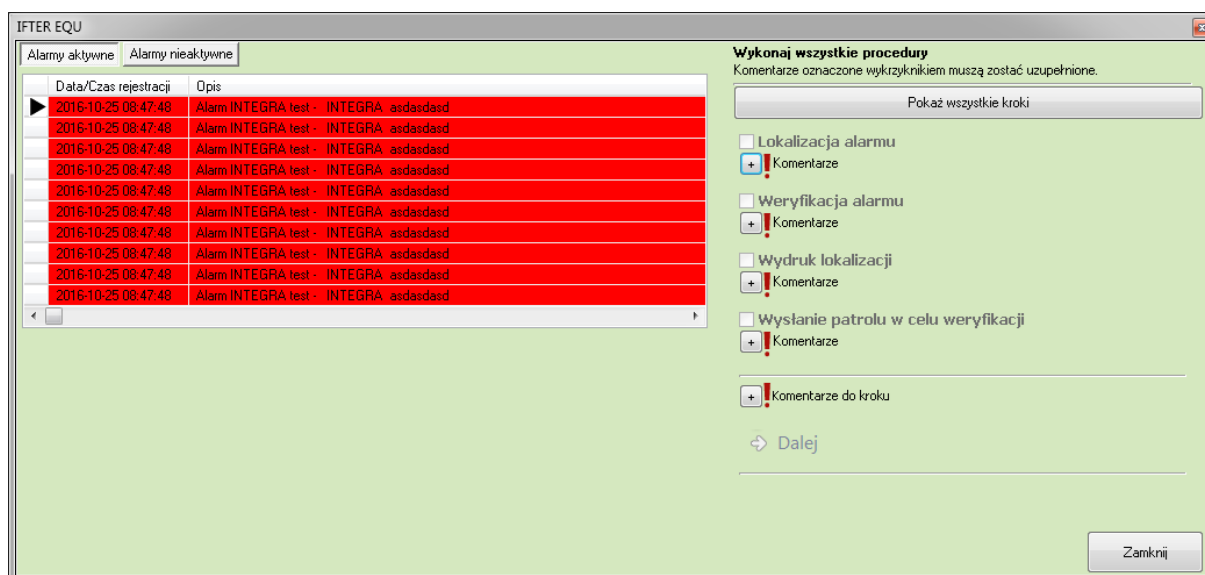 IFTER EQU
Alarmy aktywne Alarmy nieaktywne
Data/Czas rejestracji Opis
2016-10-25 08:47:48 Alarm INTEGRA test - INTEGRA asdasdasd
2016-10-25 08:47:48 Alarm INTEGRA test - INTEGRA asdasdasd
2016-10-25 08:47:48 Alarm INTEGRA test - INTEGRA asdasdasd
2016-10-25 08:47:48 Alarm INTEGRA test - INTEGRA asdasdasd
2016-10-25 08:47:48 Alarm INTEGRA test - INTEGRA asdasdasd
2016-10-25 08:47:48 Alarm INTEGRA test - INTEGRA asdasdasd
2016-10-25 08:47:48 Alarm INTEGRA test - INTEGRA asdasdasd
2016-10-25 08:47:48 Alarm INTEGRA test - INTEGRA asdasdasd
2016-10-25 08:47:48 Alarm INTEGRA test - INTEGRA asdasdasd
2016-10-25 08:47:48 Alarm INTEGRA test - INTEGRA asdasdasd
Wykonaj wszystkie procedury
Komentarze oznaczone wykrzyknikiem muszą zostać uzupełnione.
Pokaż wszystkie kroki
Lokalizacja alarmu
+ ! Komentarze
Weryfikacja alarmu
+ ! Komentarze
Wydruk lokalizacji
+ ! Komentarze
Wysłanie patrolu w celu weryfikacji
+ ! Komentarze
+ ! Komentarze do kroku
Dalej
Zamknij